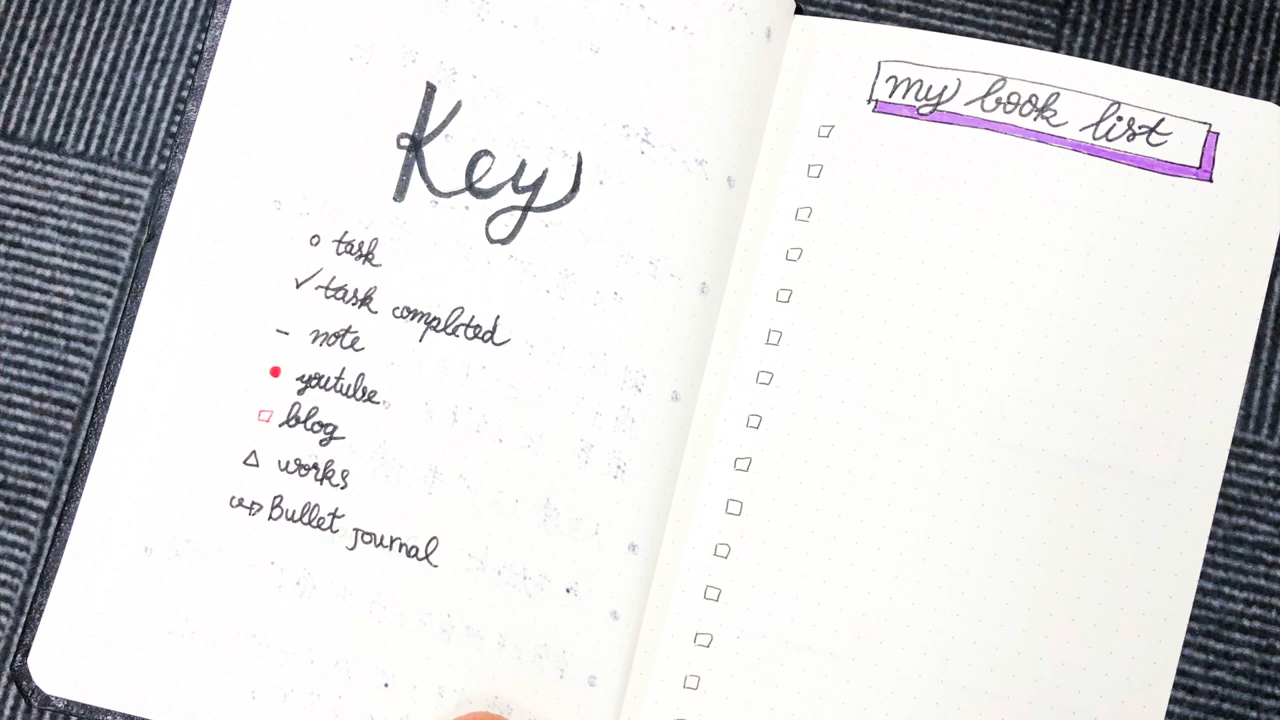 Key
○ task
✓ task completed
– note
● youtube
□ blog
△ works
Bullet journal
my book list